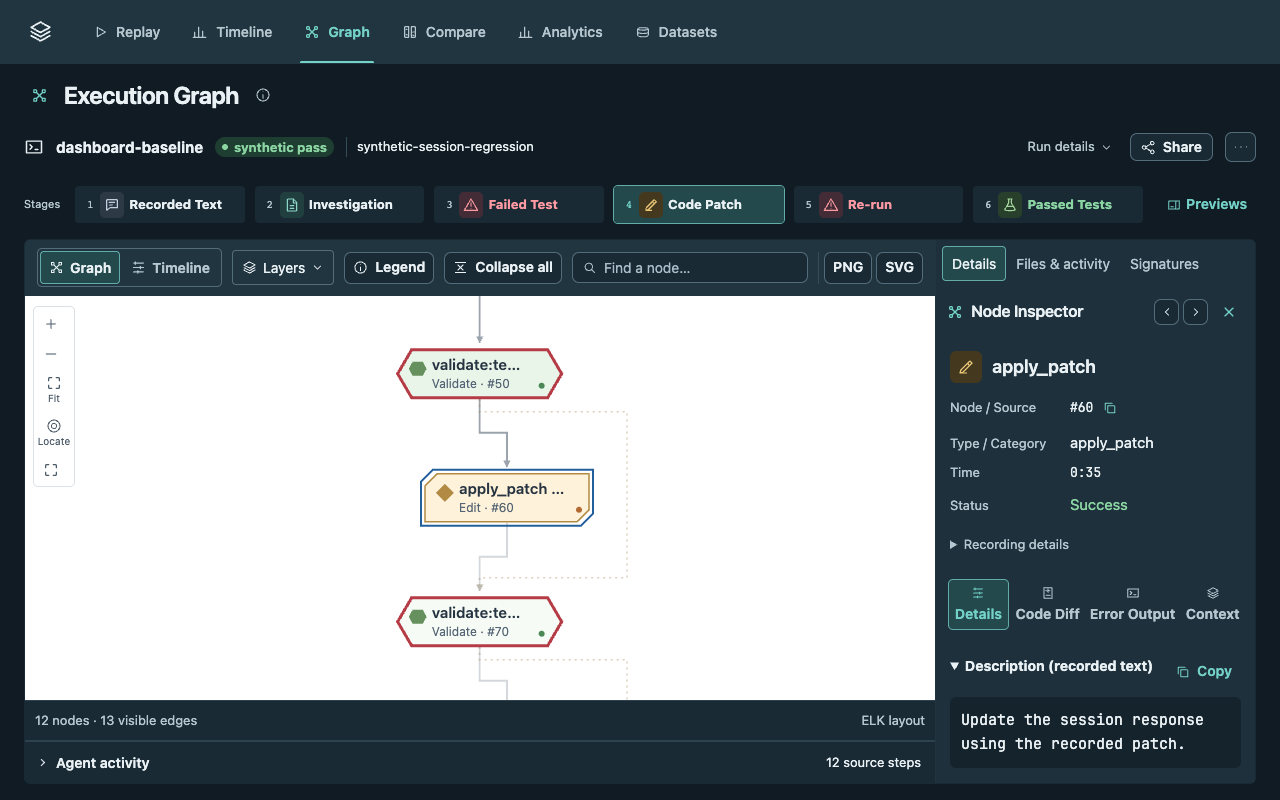 Replay
Timeline
Graph
Compare
Analytics
Datasets
Execution Graph
dashboard-baseline
synthetic pass
synthetic-session-regression
Run details
Share
Stages
1 Recorded Text
2 Investigation
3 Failed Test
4 Code Patch
5 Re-run
6 Passed Tests
Previews
Graph
Timeline
Layers
Legend
Collapse all
Find a node...
PNG
SVG
Details
Files & activity
Signatures
Fit
Locate
validate:te...
Validate · #50
apply_patch ...
Edit · #60
validate:te...
Validate · #70
12 nodes · 13 visible edges
ELK layout
Agent activity
12 source steps
Node Inspector
apply_patch
Node / Source #60
Type / Category apply_patch
Time 0:35
Status Success
Recording details
Details
Code Diff
Error Output
Context
Description (recorded text)
Copy
Update the session response
using the recorded patch.